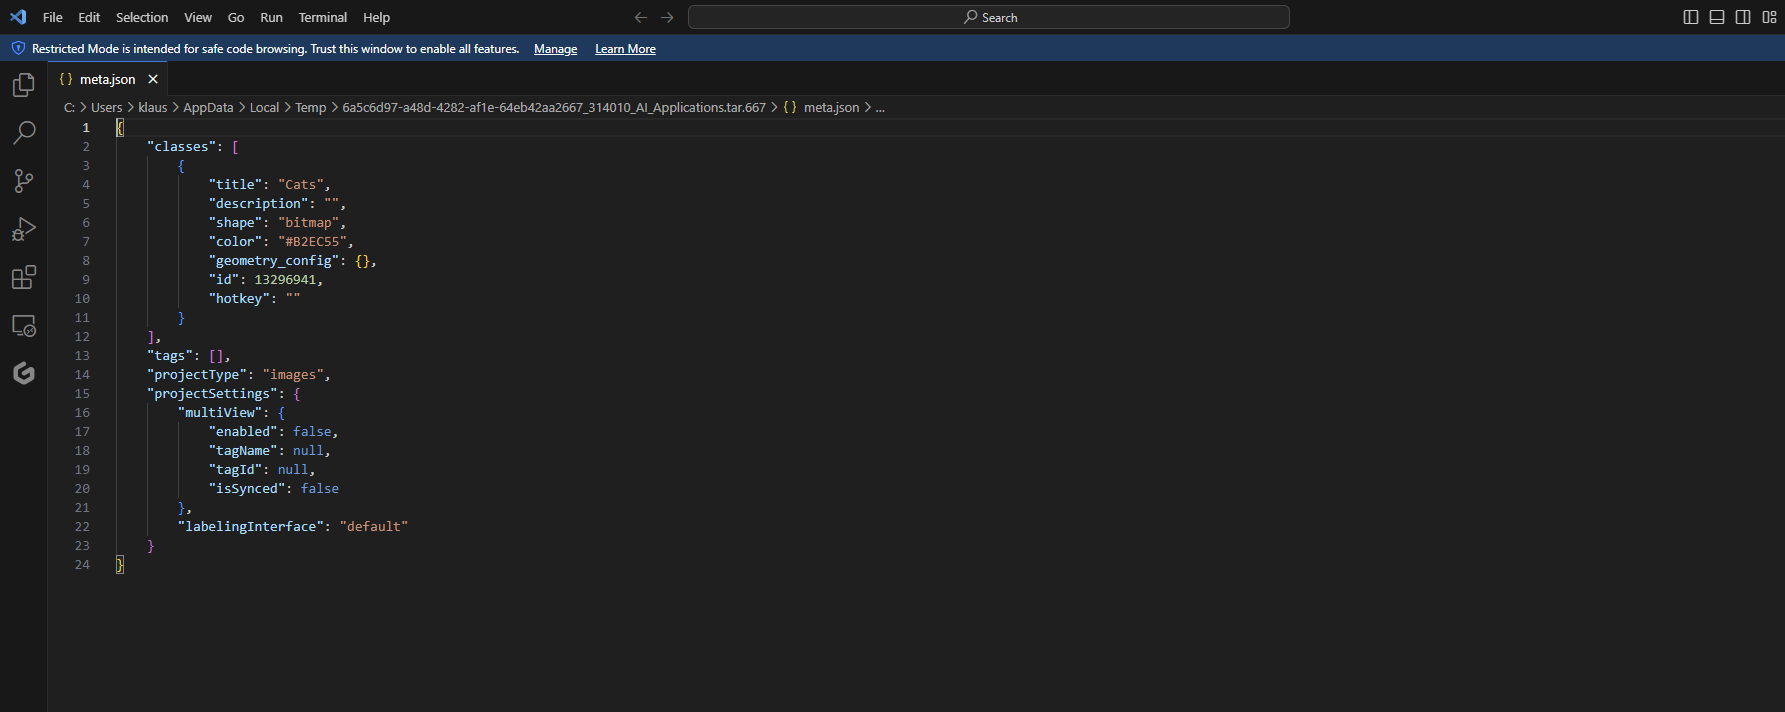 File Edit Selection View Go Run Terminal Help Search
Restricted Mode is intended for safe code browsing. Trust this window to enable all features. Manage Learn More
{} meta.json
C: > Users > klaus > AppData > Local > Temp > 6a5c6d97-a48d-4282-af1e-64eb42aa2667_314010_AI_Applications.tar.667 > {} meta.json > ...
1 {
2 "classes": [
3 {
4 "title": "Cats",
5 "description": "",
6 "shape": "bitmap",
7 "color": "#B2EC55",
8 "geometry_config": {},
9 "id": 13296941,
10 "hotkey": ""
11 }
12 ],
13 "tags": [],
14 "projectType": "images",
15 "projectSettings": {
16 "multiView": {
17 "enabled": false,
18 "tagName": null,
19 "tagId": null,
20 "isSynced": false
21 },
22 "labelingInterface": "default"
23 }
24 }